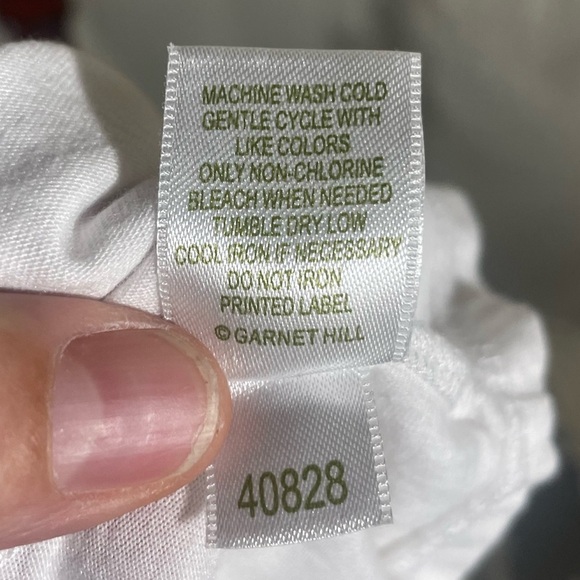 MACHINE WASH COLD
GENTLE CYCLE WITH
LIKE COLORS
ONLY NON-CHLORINE
BLEACH WHEN NEEDED
TUMBLE DRY LOW
COOL IRON IF NECESSARY
DO NOT IRON
PRINTED LABEL
© GARNET HILL
40828